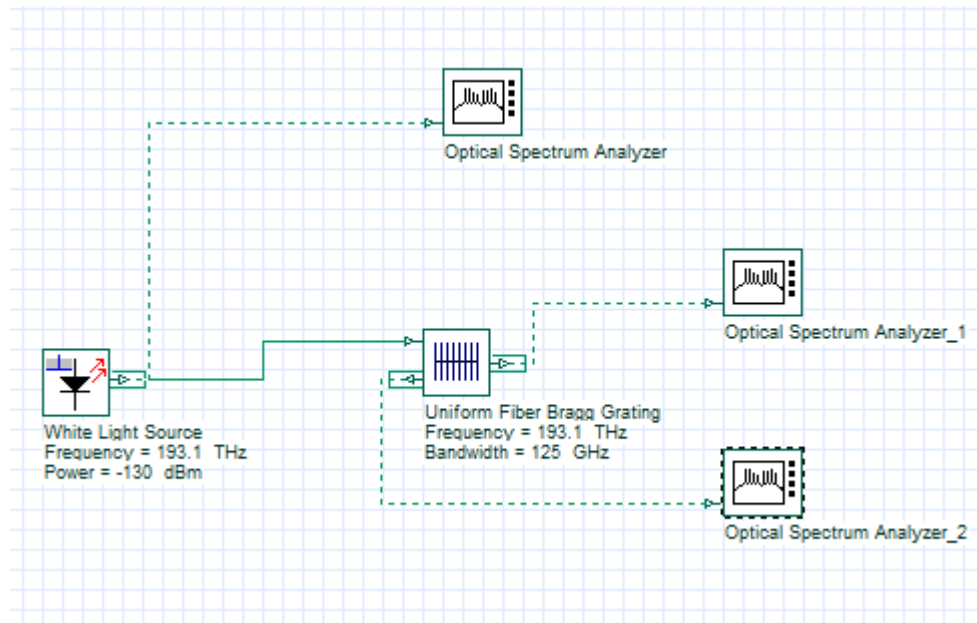 Optical Spectrum Analyzer
Optical Spectrum Analyzer_1
White Light Source
Frequency = 193.1 THz
Power = -130 dBm
Uniform Fiber Bragg Grating
Frequency = 193.1 THz
Bandwidth = 125 GHz
Optical Spectrum Analyzer_2